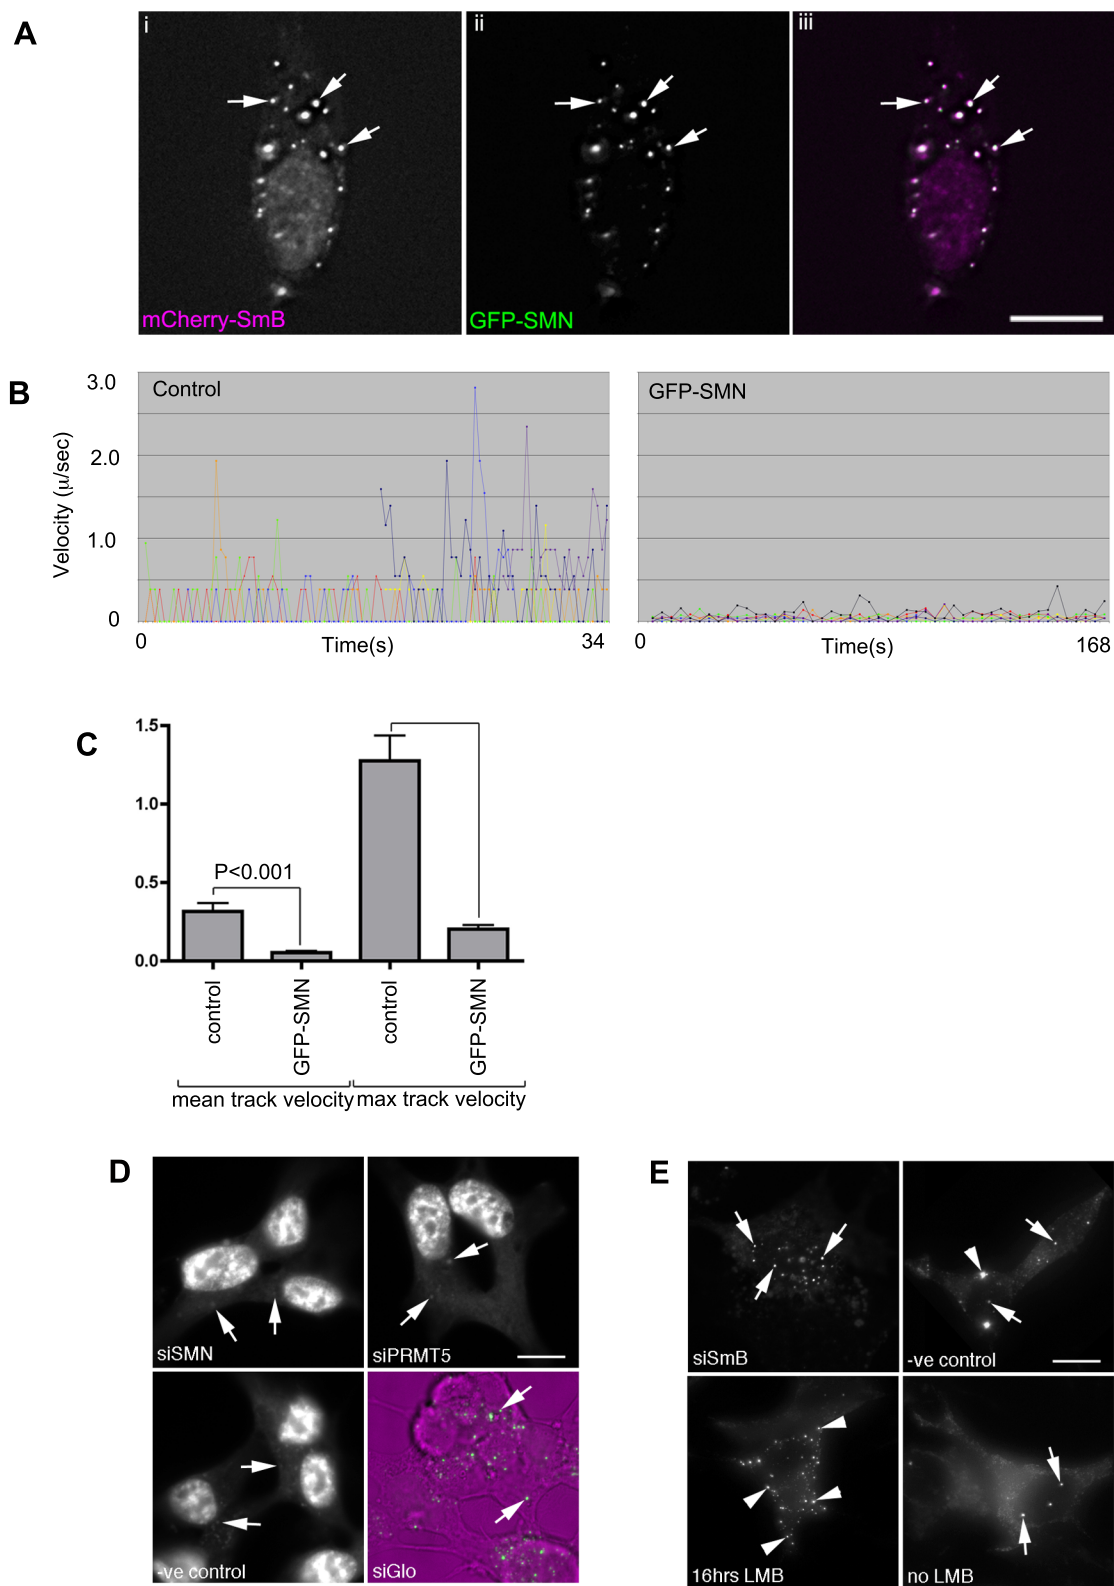 A
i
ii
iii
mCherry-SmB
GFP-SMN
B
3.0
2.0
1.0
0
Velocity (μ/sec)
Control
0
Time(s)
34
GFP-SMN
0
Time(s)
168
C
1.5
1.0
0.5
0.0
P<0.001
control
GFP-SMN
control
GFP-SMN
mean track velocity
max track velocity
D
siSMN
siPRMT5
-ve control
siGlo
E
siSmB
-ve control
16hrs LMB
no LMB